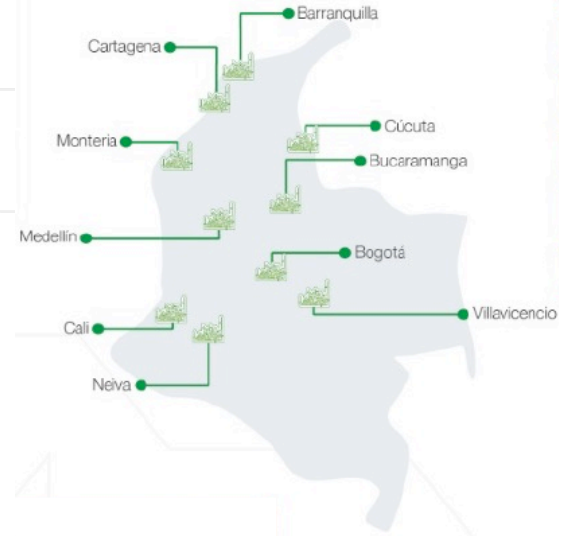 Barranquilla
Cartagena
Cúcuta
Monteria
Bucaramanga
Medellín
Bogotá
Villavicencio
Cali
Neiva